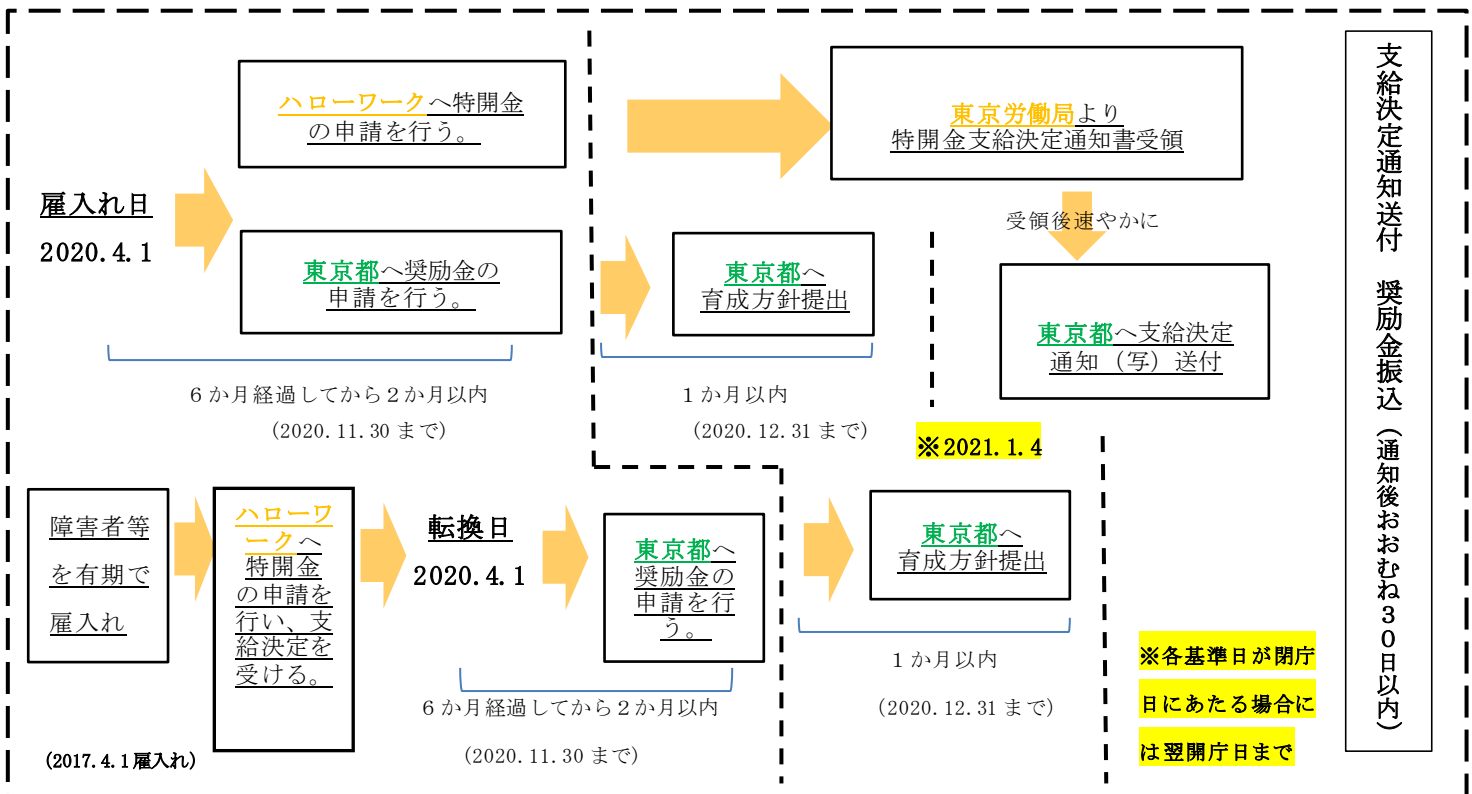 雇入れ日
2020.4.1
ハローワークへ特開金
の申請を行う。
東京都へ奨励金の
申請を行う。
6か月経過してから2か月以内
(2020.11.30まで)
東京労働局より
特開金支給決定通知書受領
受領後速やかに
東京都へ
育成方針提出
1か月以内
(2020.12.31まで)
※2021.1.4
東京都へ支給決定
通知（写）送付
障害者等
を有期で
雇入れ
(2017.4.1雇入れ)
ハローワ
ークへ
特開金
の申請を
行い、支
給決定を
受ける。
転換日
2020.4.1
東京都へ
奨励金の
申請を行
う。
6か月経過してから2か月以内
(2020.11.30まで)
東京都へ
育成方針提出
1か月以内
(2020.12.31まで)
※各基準日が閉庁
日にあたる場合に
は翌開庁日まで
支給決定通知送付　奨励金振込（通知後おおむね30日以内）